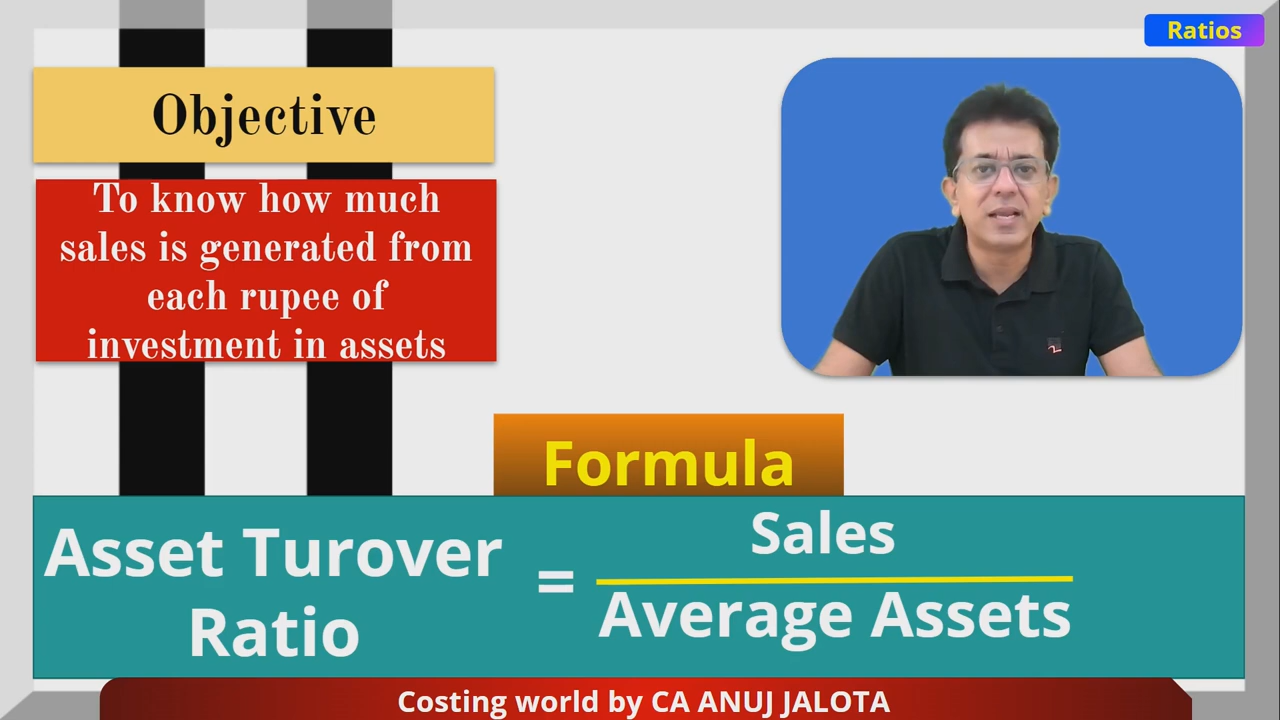 Ratios
Objective
To know how much
sales is generated from
each rupee of
investment in assets
Formula
Asset Turover
Ratio
=
Sales
Average Assets
Costing world by CA ANUJ JALOTA